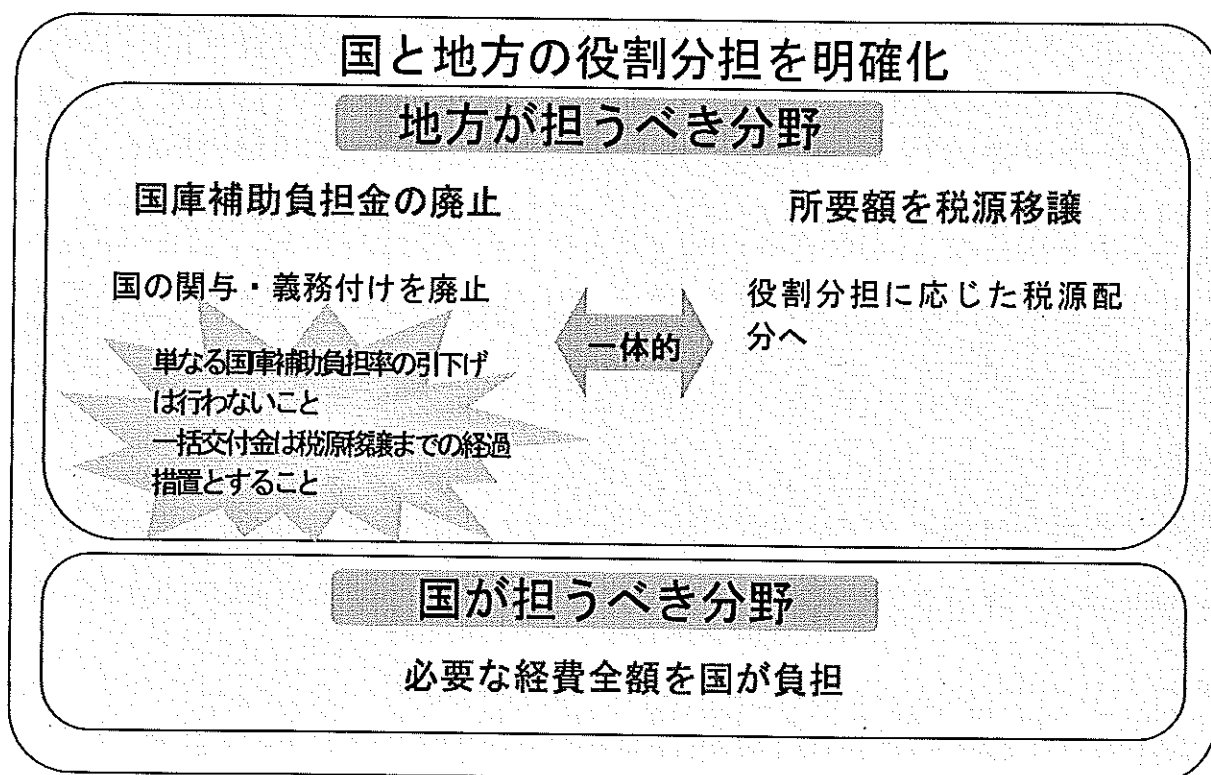 国と地方の役割分担を明確化
地方が担うべき分野
国庫補助負担金の廃止
所要額を税源移譲
国の関与・義務付けを廃止
一体的
役割分担に応じた税源配
分へ
単なる国庫補助負担率の引下げ
は行わないこと
一括交付金は税源移譲までの経過
措置とすること
国が担うべき分野
必要な経費全額を国が負担